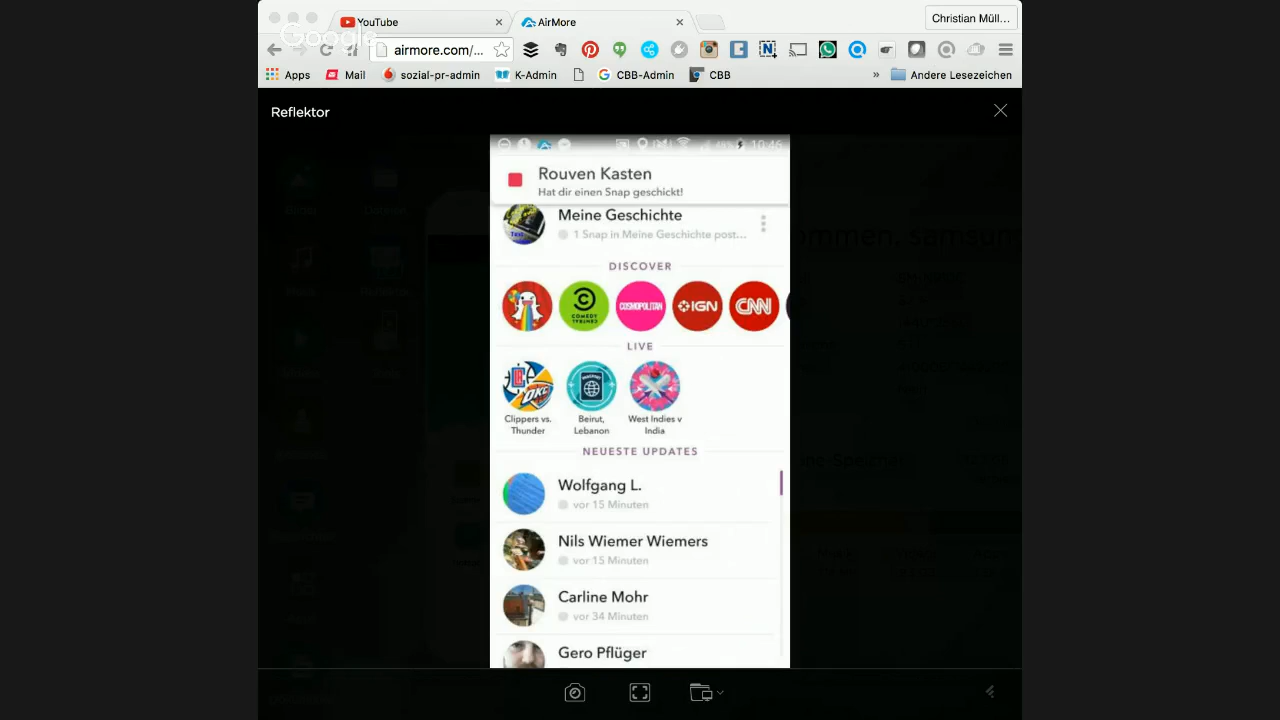 YouTube
AirMore
Christian Müll...
Google
airmore.com/...
Apps
Mail
sozial-pr-admin
K-Admin
CBB-Admin
CBB
»
Andere Lesezeichen
Reflektor
10:46
Rouven Kasten
Hat dir einen Snap geschickt!
Meine Geschichte
1 Snap in Meine Geschichte post...
DISCOVER
COMEDY
CENTRAL
COSMOPOLITAN
IGN
CNN
LIVE
Clippers vs.
Thunder
Beirut,
Lebanon
West Indies v
India
NEUESTE UPDATES
Wolfgang L.
vor 15 Minuten
Nils Wiemer Wiemers
vor 15 Minuten
Carline Mohr
vor 34 Minuten
Gero Pflüger